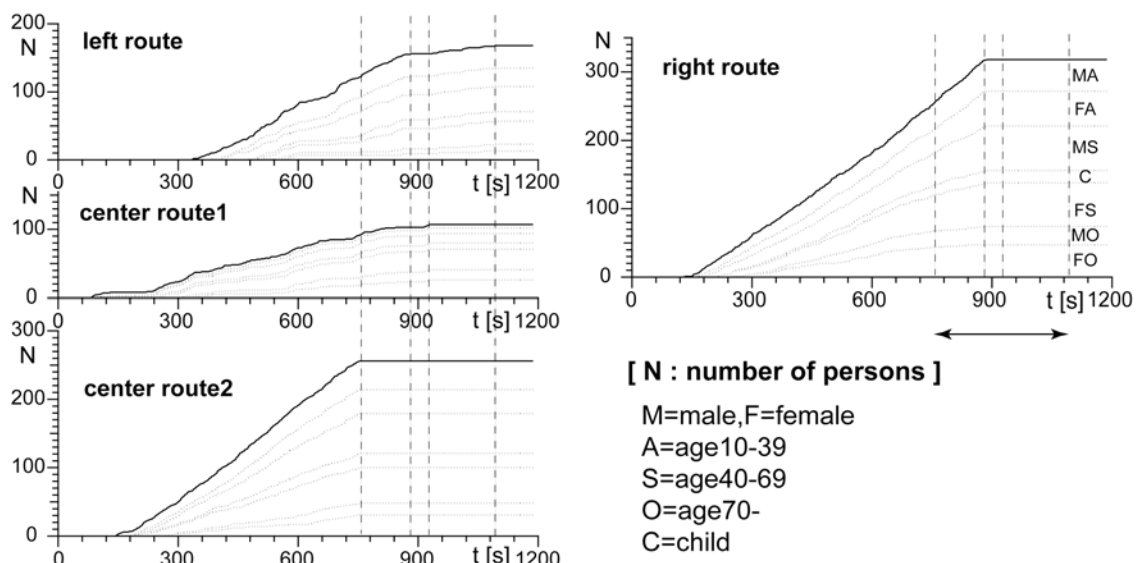 200
N
left route
100
0
0 300 600 900 t [s] 1200
N
center route1
100
0
0 300 600 900 t [s] 1200
300
N
center route2
200
100
0
0 300 600 900 t [s] 1200
N
right route
300
200
100
0
MA
FA
MS
C
FS
MO
FO
0 300 600 900 t [s] 1200
[ N : number of persons ]
M=male,F=female
A=age10-39
S=age40-69
O=age70-
C=child